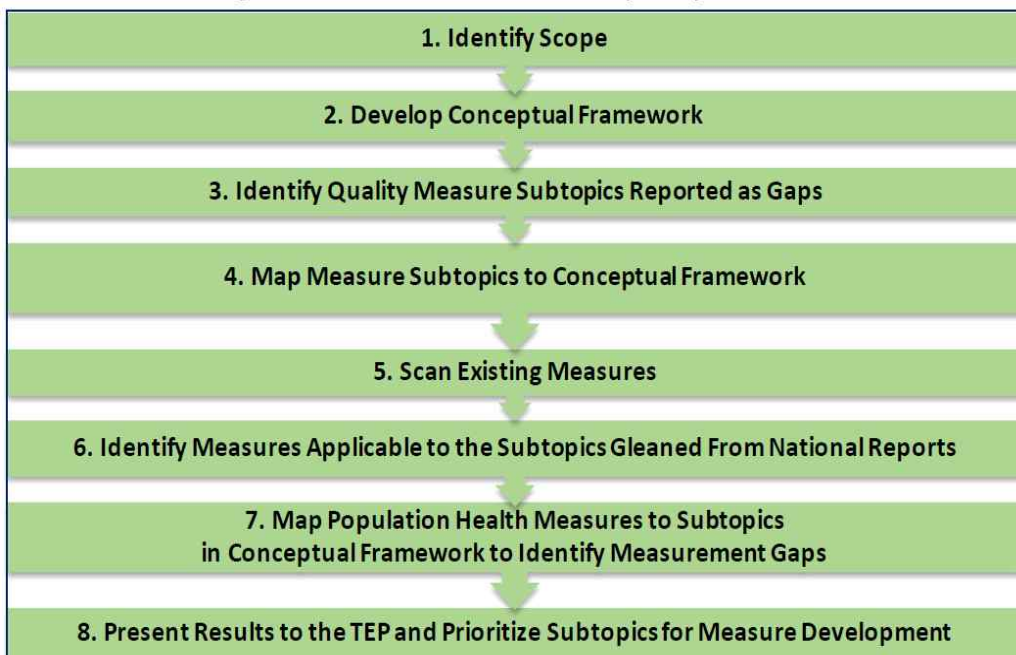 1. Identify Scope
2. Develop Conceptual Framework
3. Identify Quality Measure Subtopics Reported as Gaps
4. Map Measure Subtopics to Conceptual Framework
5. Scan Existing Measures
6. Identify Measures Applicable to the Subtopics Gleaned From National Reports
7. Map Population Health Measures to Subtopics
in Conceptual Framework to Identify Measurement Gaps
8. Present Results to the TEP and Prioritize Subtopics for Measure Development